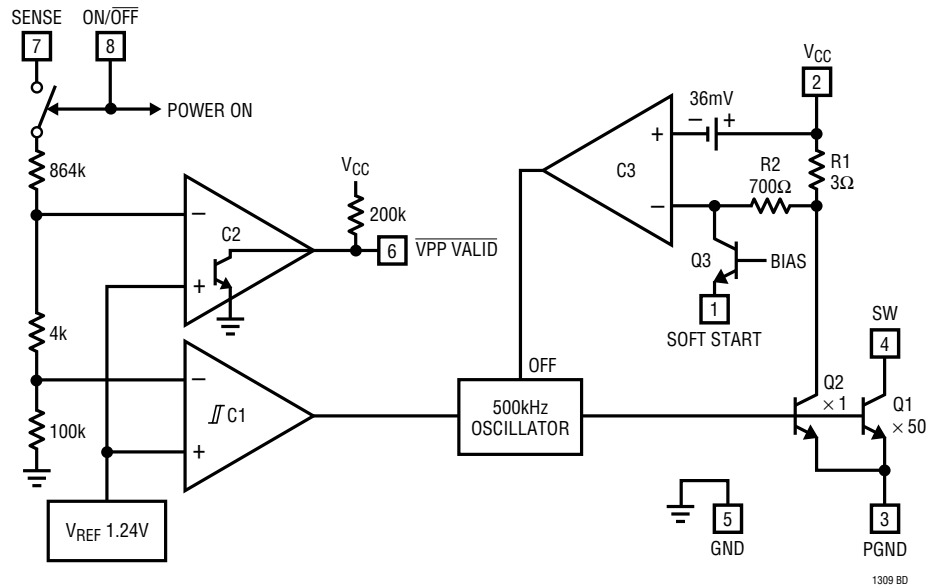 SENSE
ON/OFF
7
8
POWER ON
864k
4k
100k
VREF 1.24V
−
C2
+
VCC
200k
6
VPP VALID
−
C1
+
OFF
500kHz
OSCILLATOR
C3
+
−
36mV
− +
VCC
2
R1
3Ω
R2
700Ω
Q3
BIAS
1
SOFT START
SW
4
Q2
× 1
Q1
× 50
5
GND
3
PGND
1309 BD